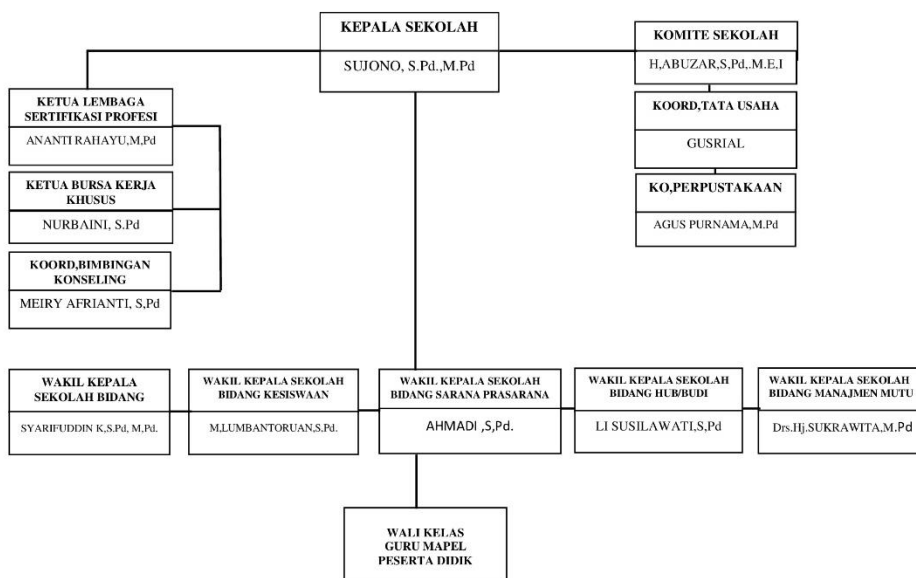 KEPALA SEKOLAH
SUJONO, S.Pd.,M.Pd
KOMITE SEKOLAH
H,ABUZAR,S,Pd,.M.E,I
KETUA LEMBAGA
SERTIFIKASI PROFESI
ANANTI RAHAYU,M,Pd
KOORD,TATA USAHA
GUSRIAL
KETUA BURSA KERJA
KHUSUS
NURBAINI, S.Pd
KO,PERPUSTAKAAN
AGUS PURNAMA,M.Pd
KOORD,BIMBINGAN
KONSELING
MEIRY AFRIANTI, S,Pd
WAKIL KEPALA
SEKOLAH BIDANG
SYARIFUDDIN K,S.Pd, M,Pd.
WAKIL KEPALA SEKOLAH
BIDANG KESISWAAN
M,LUMBANTORUAN,S,Pd.
WAKIL KEPALA SEKOLAH
BIDANG SARANA PRASARANA
AHMADI ,S,Pd.
WAKIL KEPALA SEKOLAH
BIDANG HUB/BUDI
LI SUSILAWATI,S,Pd
WAKIL KEPALA SEKOLAH
BIDANG MANAJMEN MUTU
Drs.Hj.SUKRAWITA,M.Pd
WALI KELAS
GURU MAPEL
PESERTA DIDIK